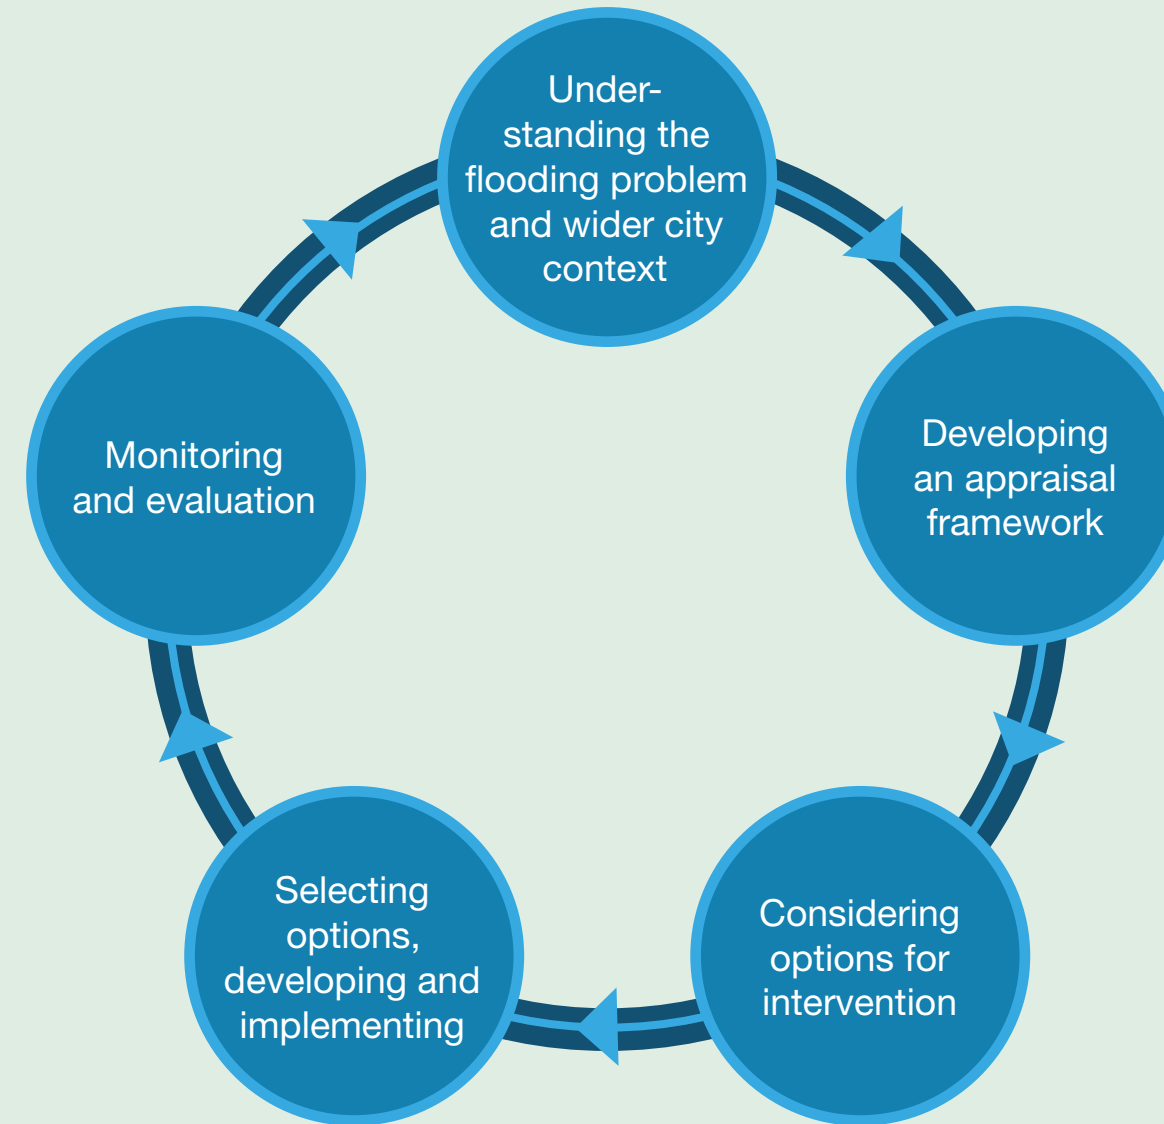 Under-
standing the
flooding problem
and wider city
context
Developing
an appraisal
framework
Considering
options for
intervention
Selecting
options,
developing and
implementing
Monitoring
and evaluation